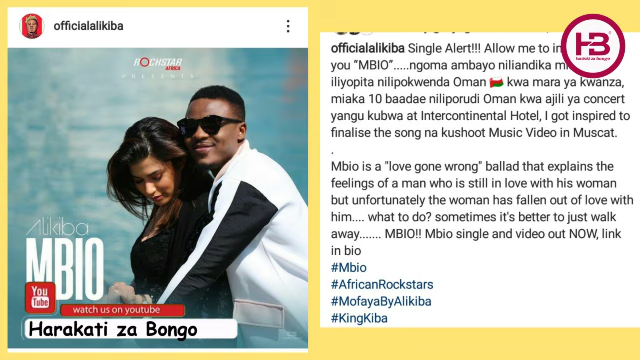 officialalikiba
ROCKSTAR
AFRICA
PRESENTS
Alikiba
MBIO
You
Tube
watch us on youtube
Harakati za Bongo
HB
harakati za bongo
officialalikiba Single Alert!!! Allow me to in
you “MBIO”.....ngoma ambayo niliandika m
iliyopita nilipokwenda Oman 🇴🇲 kwa mara ya kwanza,
miaka 10 baadae niliporudi Oman kwa ajili ya concert
yangu kubwa at Intercontinental Hotel, I got inspired to
finalise the song na kushoot Music Video in Muscat.
.
Mbio is a "love gone wrong" ballad that explains the
feelings of a man who is still in love with his woman
but unfortunately the woman has fallen out of love with
him.... what to do? sometimes it's better to just walk
away....... MBIO!! Mbio single and video out NOW, link
in bio
#Mbio
#AfricanRockstars
#MofayaByAlikiba
#KingKiba